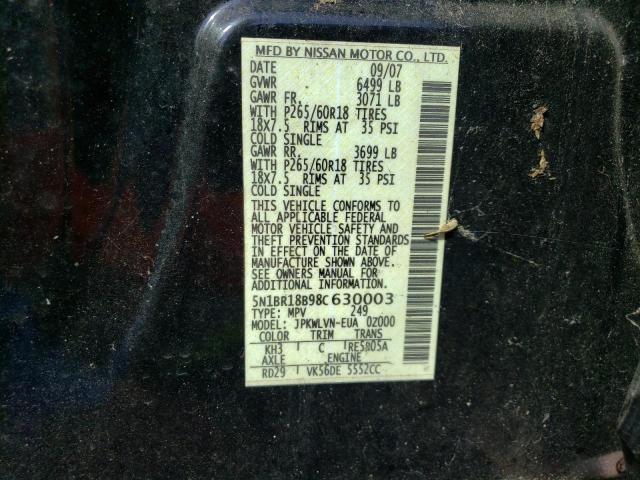 MFD BY NISSAN MOTOR CO., LTD.
DATE 09/07
GVWR 6499 LB
GAWR FR. 3071 LB
WITH P265/60R18 TIRES
18X7.5 RIMS AT 35 PSI
COLD SINGLE
GAWR RR. 3699 LB
WITH P265/60R18 TIRES
18X7.5 RIMS AT 35 PSI
COLD SINGLE
THIS VEHICLE CONFORMS TO
ALL APPLICABLE FEDERAL
MOTOR VEHICLE SAFETY AND
THEFT PREVENTION STANDARDS
IN EFFECT ON THE DATE OF
MANUFACTURE SHOWN ABOVE.
SEE OWNERS MANUAL FOR
ADDITIONAL INFORMATION.
5N1BR18B98C630003
TYPE: MPV 249
MODEL: JPKWLVN-EUA 0Z000
COLOR TRIM TRANS
KH3 C RE5R05A
AXLE ENGINE
RD29 VK56DE 5552CC